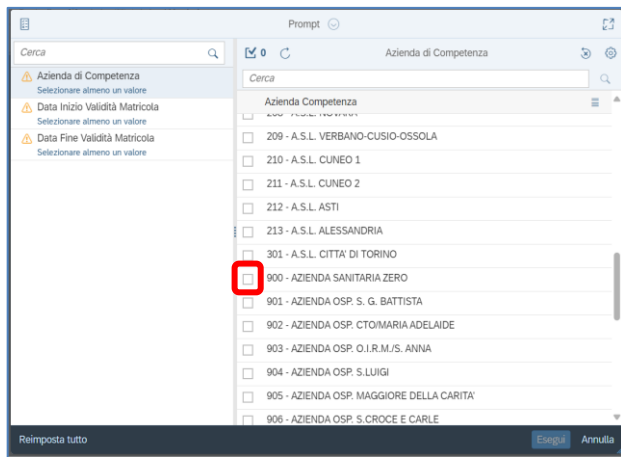 Prompt
Cerca
0
Azienda di Competenza
Azienda di Competenza
Selezionare almeno un valore
Data Inizio Validità Matricola
Selezionare almeno un valore
Data Fine Validità Matricola
Selezionare almeno un valore
Cerca
Azienda Competenza
209 - A.S.L. VERBANO-CUSIO-OSSOLA
210 - A.S.L. CUNEO 1
211 - A.S.L. CUNEO 2
212 - A.S.L. ASTI
213 - A.S.L. ALESSANDRIA
301 - A.S.L. CITTA' DI TORINO
900 - AZIENDA SANITARIA ZERO
901 - AZIENDA OSP. S. G. BATTISTA
902 - AZIENDA OSP. CTO/MARIA ADELAIDE
903 - AZIENDA OSP. O.I.R.M./S. ANNA
904 - AZIENDA OSP. S.LUIGI
905 - AZIENDA OSP. MAGGIORE DELLA CARITA'
906 - AZIENDA OSP. S.CROCE E CARLE
Reimposta tutto
Esegui Annulla